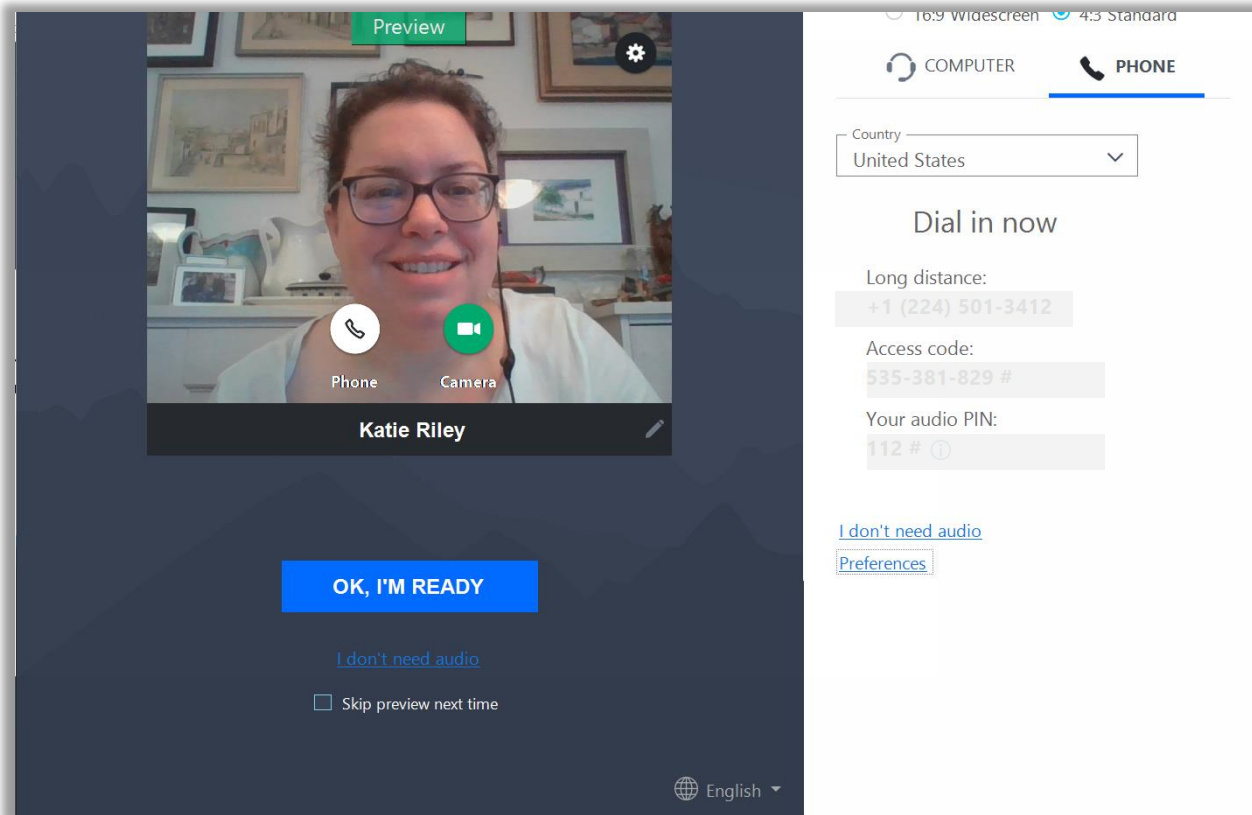 Preview
Phone
Camera
Katie Riley
OK, I'M READY
I don't need audio
Skip preview next time
English
16:9 Widescreen
4:3 Standard
COMPUTER
PHONE
Country
United States
Dial in now
Long distance:
+1 (224) 501-3412
Access code:
535-381-829 #
Your audio PIN:
112 #
I don't need audio
Preferences